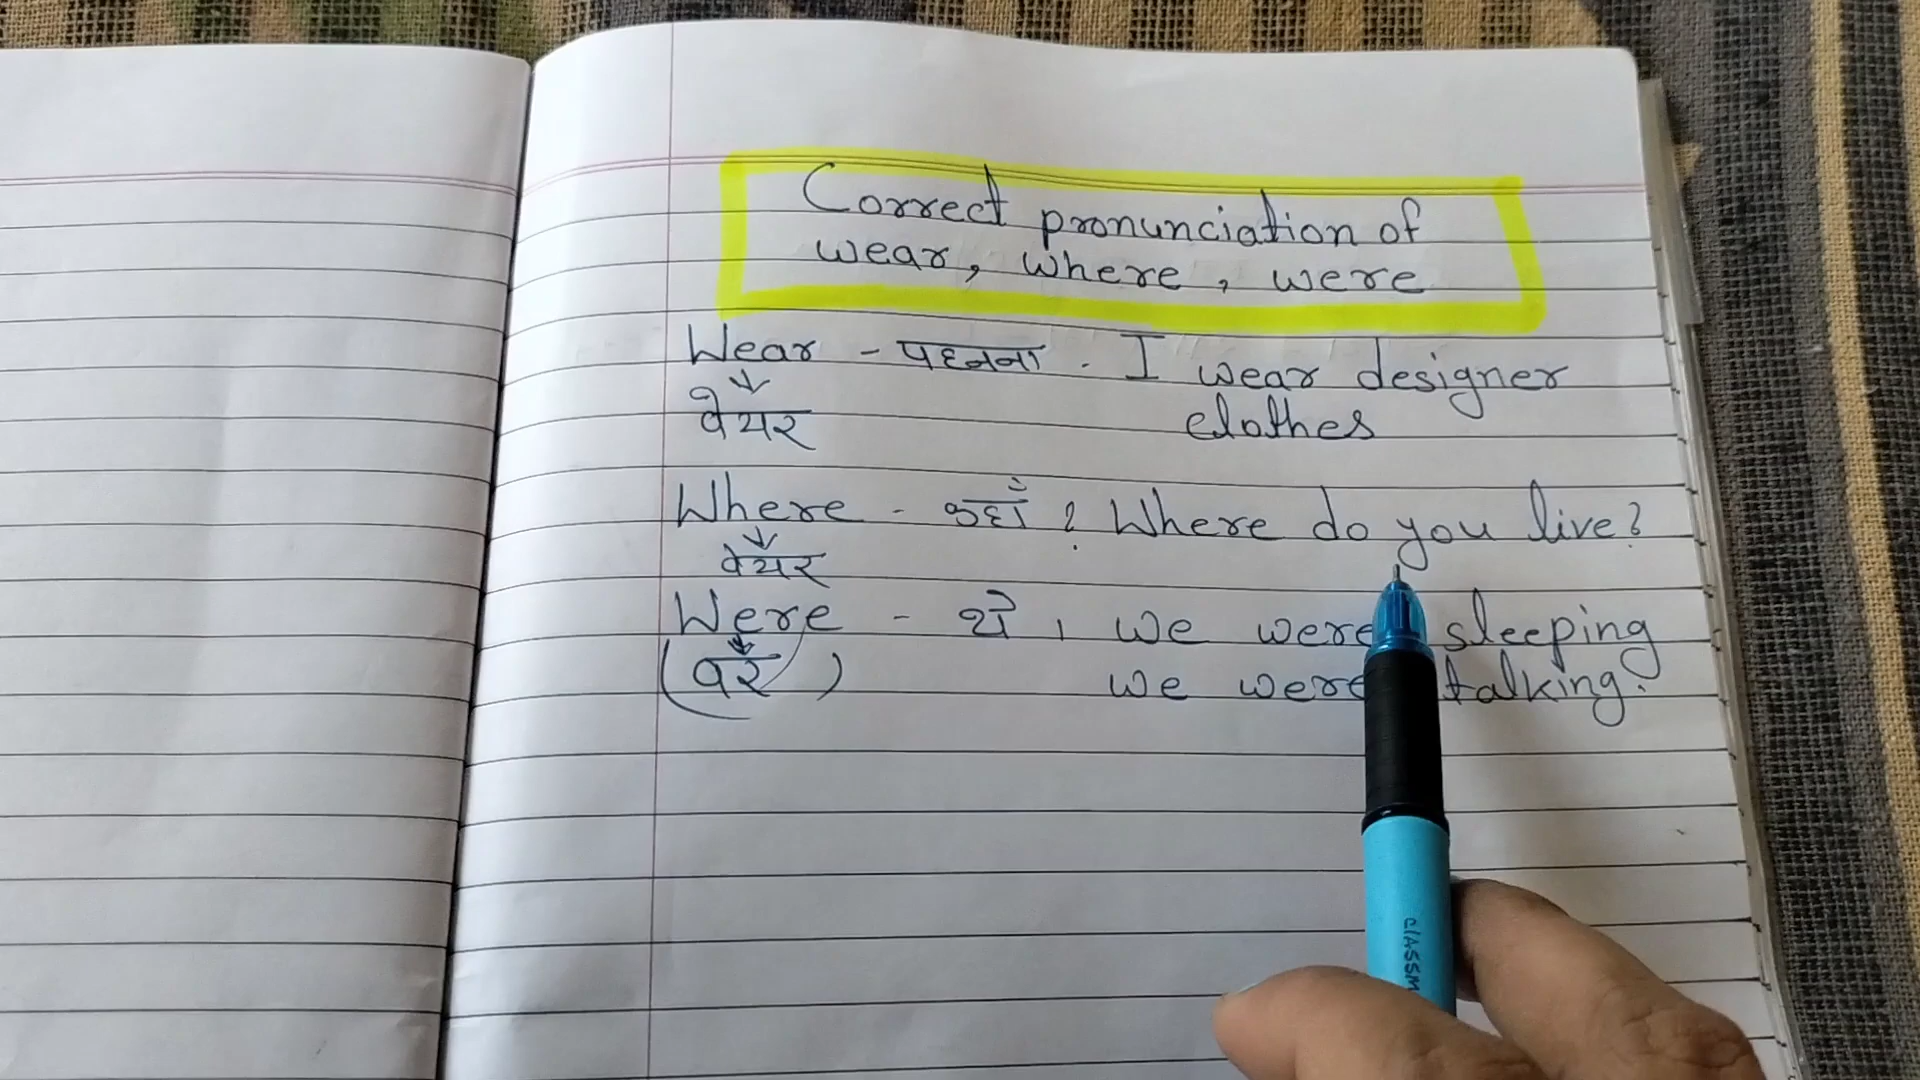 Correct pronunciation of
wear, where, were
Wear - पहनना - I wear designer
वेयर clothes
Where - कहाँ ? Where do you live?
वेयर
Were - थे, we were sleeping
(वर) we were talking.
CLASSM